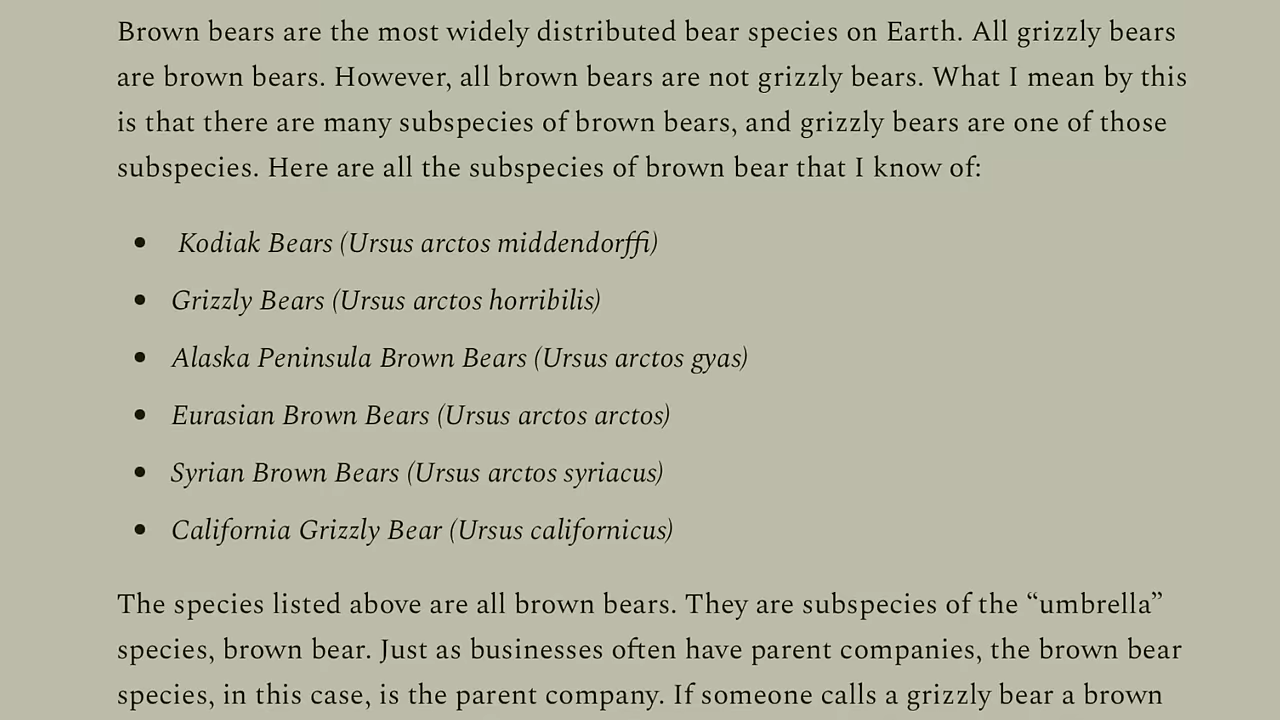 Brown bears are the most widely distributed bear species on Earth. All grizzly bears
are brown bears. However, all brown bears are not grizzly bears. What I mean by this
is that there are many subspecies of brown bears, and grizzly bears are one of those
subspecies. Here are all the subspecies of brown bear that I know of:
• Kodiak Bears (Ursus arctos middendorffi)
• Grizzly Bears (Ursus arctos horribilis)
• Alaska Peninsula Brown Bears (Ursus arctos gyas)
• Eurasian Brown Bears (Ursus arctos arctos)
• Syrian Brown Bears (Ursus arctos syriacus)
• California Grizzly Bear (Ursus californicus)
The species listed above are all brown bears. They are subspecies of the “umbrella”
species, brown bear. Just as businesses often have parent companies, the brown bear
species, in this case, is the parent company. If someone calls a grizzly bear a brown